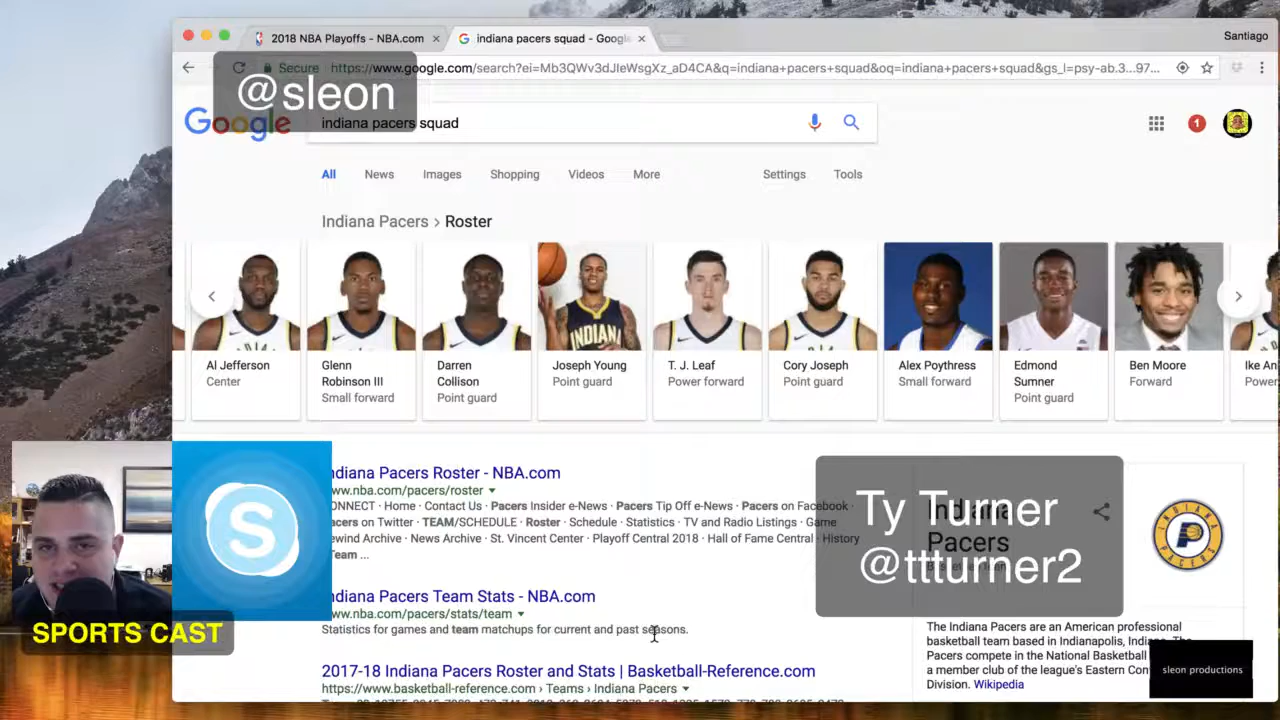 2018 NBA Playoffs - NBA.com
indiana pacers squad - Google
Santiago
Secure
https://www.google.com/search?ei=Mb3QWv3dJIeWsgXz_aD4CA&q=indiana+pacers+squad&oq=indiana+pacers+squad&gs_l=psy-ab.3...97...
@sleon
Google
indiana pacers squad
1
All News Images Shopping Videos More Settings Tools
Indiana Pacers › Roster
Al Jefferson
Center
Glenn
Robinson III
Small forward
Darren
Collison
Point guard
Joseph Young
Point guard
T. J. Leaf
Power forward
Cory Joseph
Point guard
Alex Poythress
Small forward
Edmond
Sumner
Point guard
Ben Moore
Forward
Ike An
Power
ndiana Pacers Roster - NBA.com
ww.nba.com/pacers/roster
ONNECT · Home · Contact Us · Pacers Insider e-News · Pacers Tip Off e-News · Pacers on Facebook ·
acers on Twitter · TEAM/SCHEDULE · Roster · Schedule · Statistics · TV and Radio Listings · Game
ewind Archive · News Archive · St. Vincent Center · Playoff Central 2018 · Hall of Fame Central · History
Team ...
ndiana Pacers Team Stats - NBA.com
ww.nba.com/pacers/stats/team
Statistics for games and team matchups for current and past seasons.
2017-18 Indiana Pacers Roster and Stats | Basketball-Reference.com
https://www.basketball-reference.com › Teams › Indiana Pacers
S
SPORTS CAST
Ty Turner
@tttturner2
Indiana
Pacers
P
The Indiana Pacers are an American professional
basketball team based in Indianapolis, Indiana. The
Pacers compete in the National Basketball
a member club of the league's Eastern Con
Division. Wikipedia
sleon productions